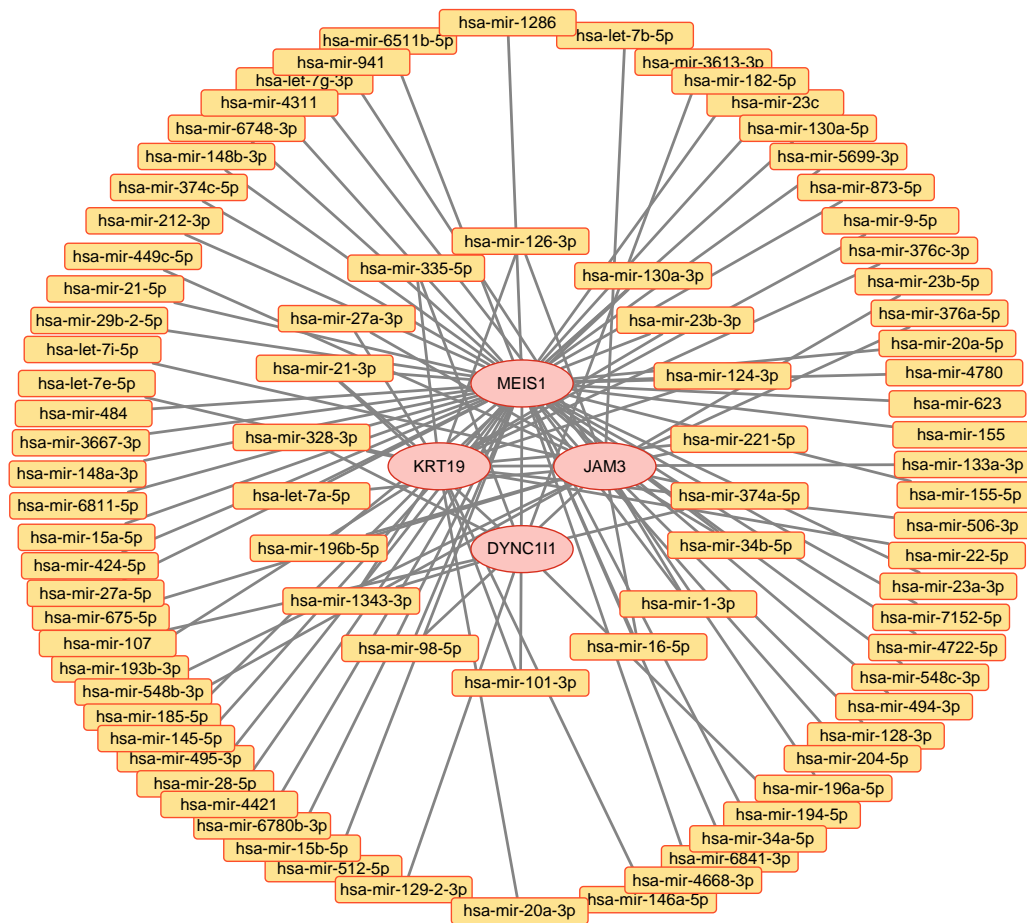 hsa-mir-1286
hsa-let-7b-5p
hsa-mir-6511b-5p
hsa-mir-941
hsa-mir-3613-3p
hsa-let-7g-3p
hsa-mir-182-5p
hsa-mir-4311
hsa-mir-23c
hsa-mir-6748-3p
hsa-mir-130a-5p
hsa-mir-148b-3p
hsa-mir-5699-3p
hsa-mir-374c-5p
hsa-mir-873-5p
hsa-mir-212-3p
hsa-mir-9-5p
hsa-mir-126-3p
hsa-mir-376c-3p
hsa-mir-449c-5p
hsa-mir-335-5p
hsa-mir-130a-3p
hsa-mir-23b-5p
hsa-mir-21-5p
hsa-mir-376a-5p
hsa-mir-29b-2-5p
hsa-mir-27a-3p
hsa-mir-23b-3p
hsa-mir-20a-5p
hsa-let-7i-5p
hsa-mir-21-3p
hsa-mir-124-3p
hsa-mir-4780
hsa-let-7e-5p
MEIS1
hsa-mir-623
hsa-mir-484
hsa-mir-155
hsa-mir-3667-3p
hsa-mir-328-3p
hsa-mir-221-5p
hsa-mir-133a-3p
hsa-mir-148a-3p
KRT19
JAM3
hsa-mir-155-5p
hsa-let-7a-5p
hsa-mir-374a-5p
hsa-mir-6811-5p
hsa-mir-506-3p
hsa-mir-15a-5p
hsa-mir-196b-5p
DYNC1I1
hsa-mir-34b-5p
hsa-mir-22-5p
hsa-mir-424-5p
hsa-mir-23a-3p
hsa-mir-27a-5p
hsa-mir-1343-3p
hsa-mir-1-3p
hsa-mir-7152-5p
hsa-mir-675-5p
hsa-mir-107
hsa-mir-98-5p
hsa-mir-16-5p
hsa-mir-4722-5p
hsa-mir-193b-3p
hsa-mir-548c-3p
hsa-mir-101-3p
hsa-mir-548b-3p
hsa-mir-494-3p
hsa-mir-185-5p
hsa-mir-128-3p
hsa-mir-145-5p
hsa-mir-204-5p
hsa-mir-495-3p
hsa-mir-28-5p
hsa-mir-196a-5p
hsa-mir-4421
hsa-mir-194-5p
hsa-mir-6780b-3p
hsa-mir-34a-5p
hsa-mir-15b-5p
hsa-mir-6841-3p
hsa-mir-512-5p
hsa-mir-4668-3p
hsa-mir-129-2-3p
hsa-mir-146a-5p
hsa-mir-20a-3p